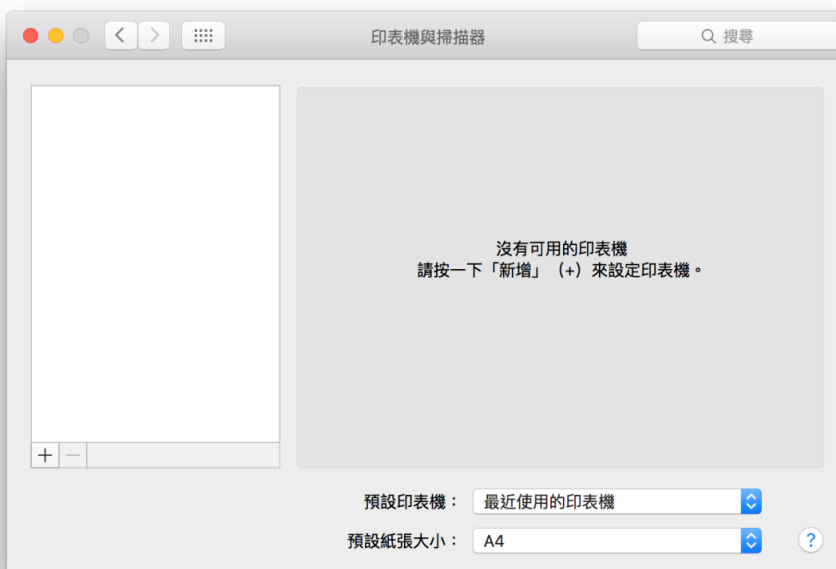 印表機與掃描器
搜尋
沒有可用的印表機
請按一下「新增」(+)來設定印表機。
預設印表機：
最近使用的印表機
預設紙張大小：
A4
?